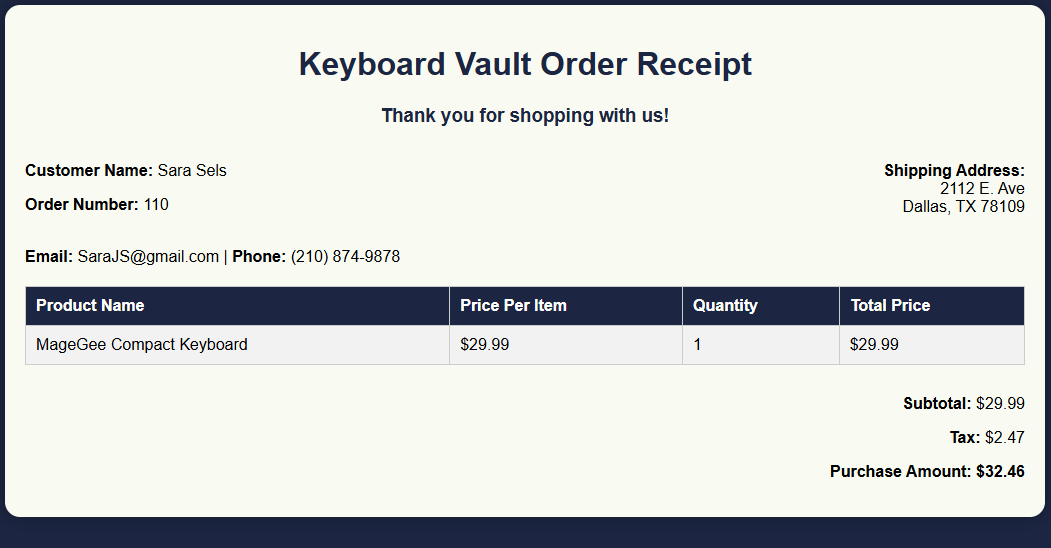 Keyboard Vault Order Receipt
Thank you for shopping with us!
Customer Name: Sara Sels
Order Number: 110
Shipping Address:
2112 E. Ave
Dallas, TX 78109
Email: SaraJS@gmail.com | Phone: (210) 874-9878
Product Name Price Per Item Quantity Total Price
MageGee Compact Keyboard $29.99 1 $29.99
Subtotal: $29.99
Tax: $2.47
Purchase Amount: $32.46